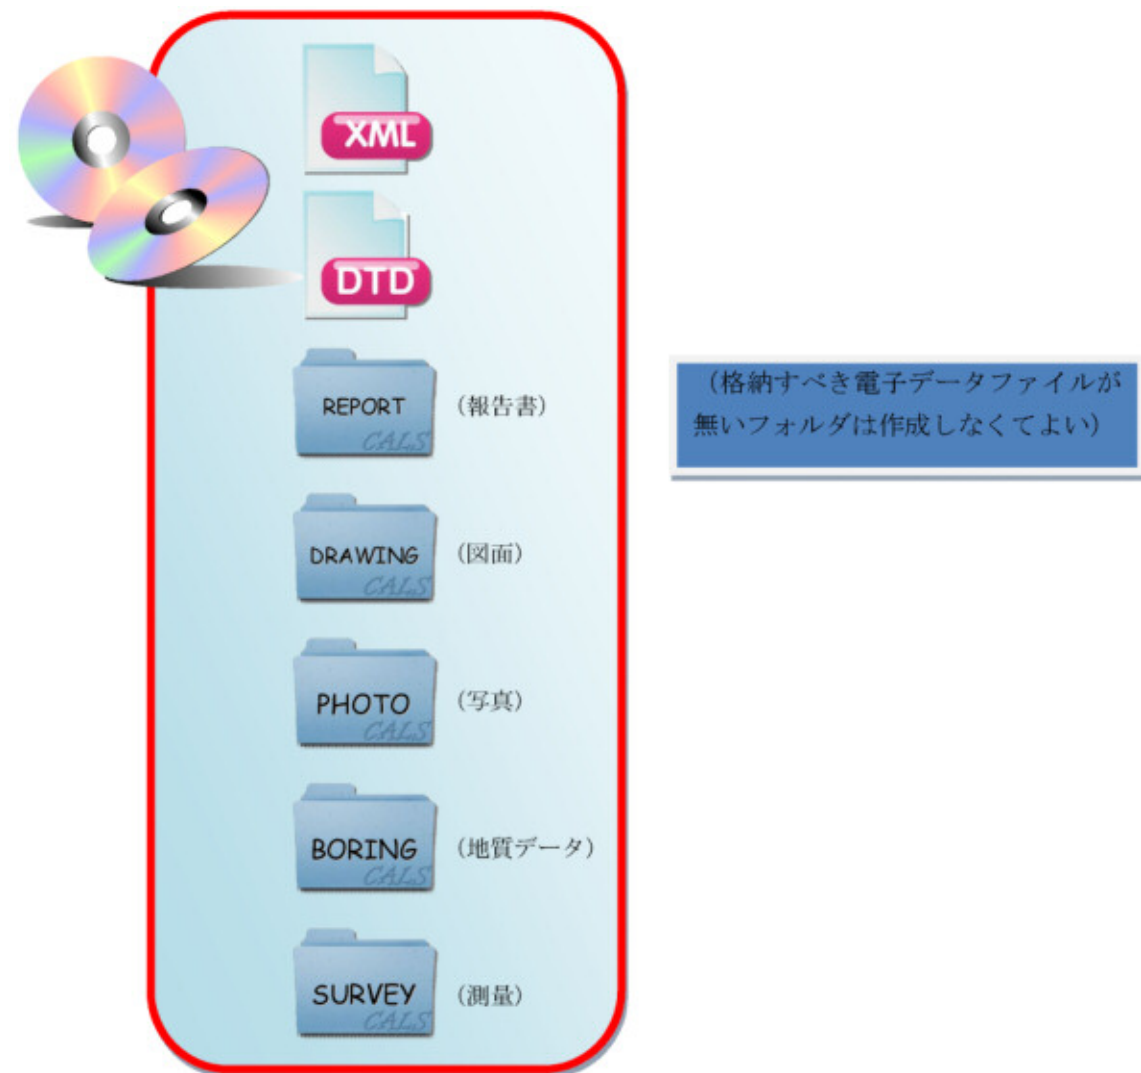 XML
DTD
REPORT
CALS
(報告書)
(格納すべき電子データファイルが
無いフォルダは作成しなくてよい)
DRAWING
CALS
(図面)
PHOTO
CALS
(写真)
BORING
CALS
(地質データ)
SURVEY
CALS
(測量)